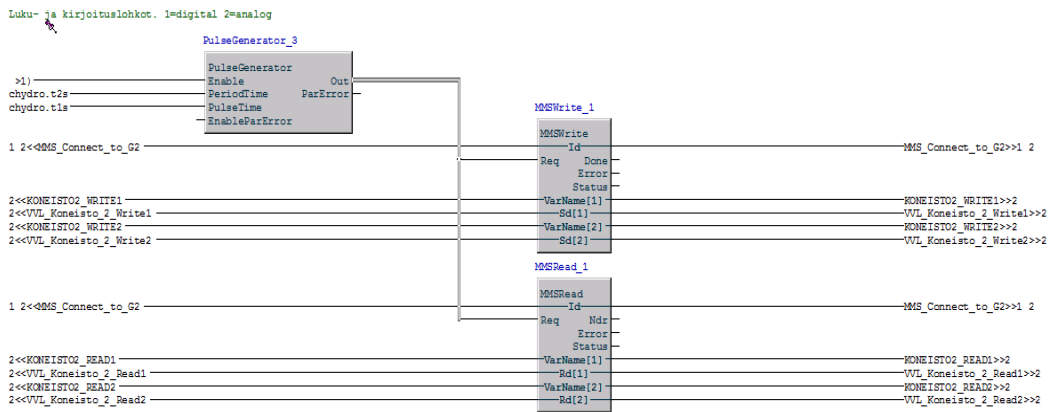 Luku- ja kirjoituslohkot. 1=digital 2=analog
PulseGenerator_3
PulseGenerator
>1) Enable Out
chydro.t2s PeriodTime ParError
chydro.t1s PulseTime
EnableParError
MMSWrite_1
MMSWrite
1 2<<MMS_Connect_to_G2 Id MMS_Connect_to_G2>>1 2
Req Done
Error
Status
2<<KONEISTO2_WRITE1 VarName[1] KONEISTO2_WRITE1>>2
2<<VVL_Koneisto_2_Write1 Sd[1] VVL_Koneisto_2_Write1>>2
2<<KONEISTO2_WRITE2 VarName[2] KONEISTO2_WRITE2>>2
2<<VVL_Koneisto_2_Write2 Sd[2] VVL_Koneisto_2_Write2>>2
MMSRead_1
MMSRead
1 2<<MMS_Connect_to_G2 Id MMS_Connect_to_G2>>1 2
Req Ndr
Error
Status
2<<KONEISTO2_READ1 VarName[1] KONEISTO2_READ1>>2
2<<VVL_Koneisto_2_Read1 Rd[1] VVL_Koneisto_2_Read1>>2
2<<KONEISTO2_READ2 VarName[2] KONEISTO2_READ2>>2
2<<VVL_Koneisto_2_Read2 Rd[2] VVL_Koneisto_2_Read2>>2